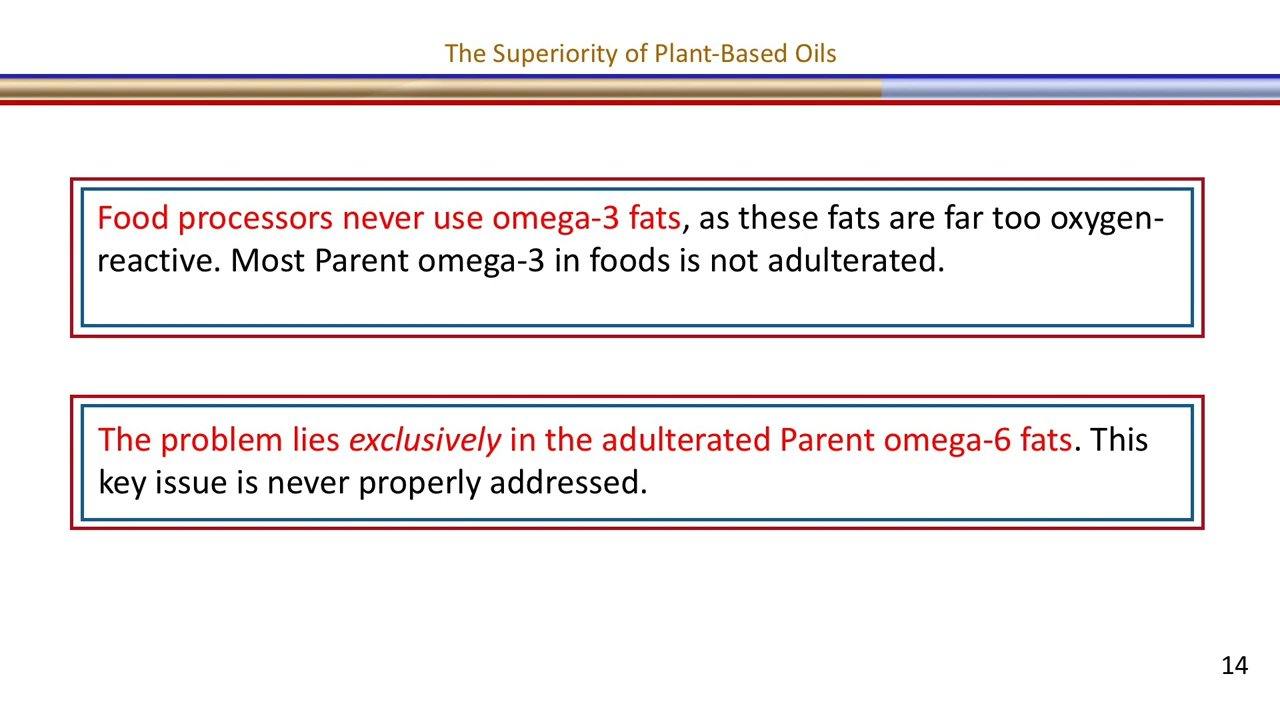 The Superiority of Plant-Based Oils
Food processors never use omega-3 fats, as these fats are far too oxygen-
reactive. Most Parent omega-3 in foods is not adulterated.
The problem lies exclusively in the adulterated Parent omega-6 fats. This
key issue is never properly addressed.
14